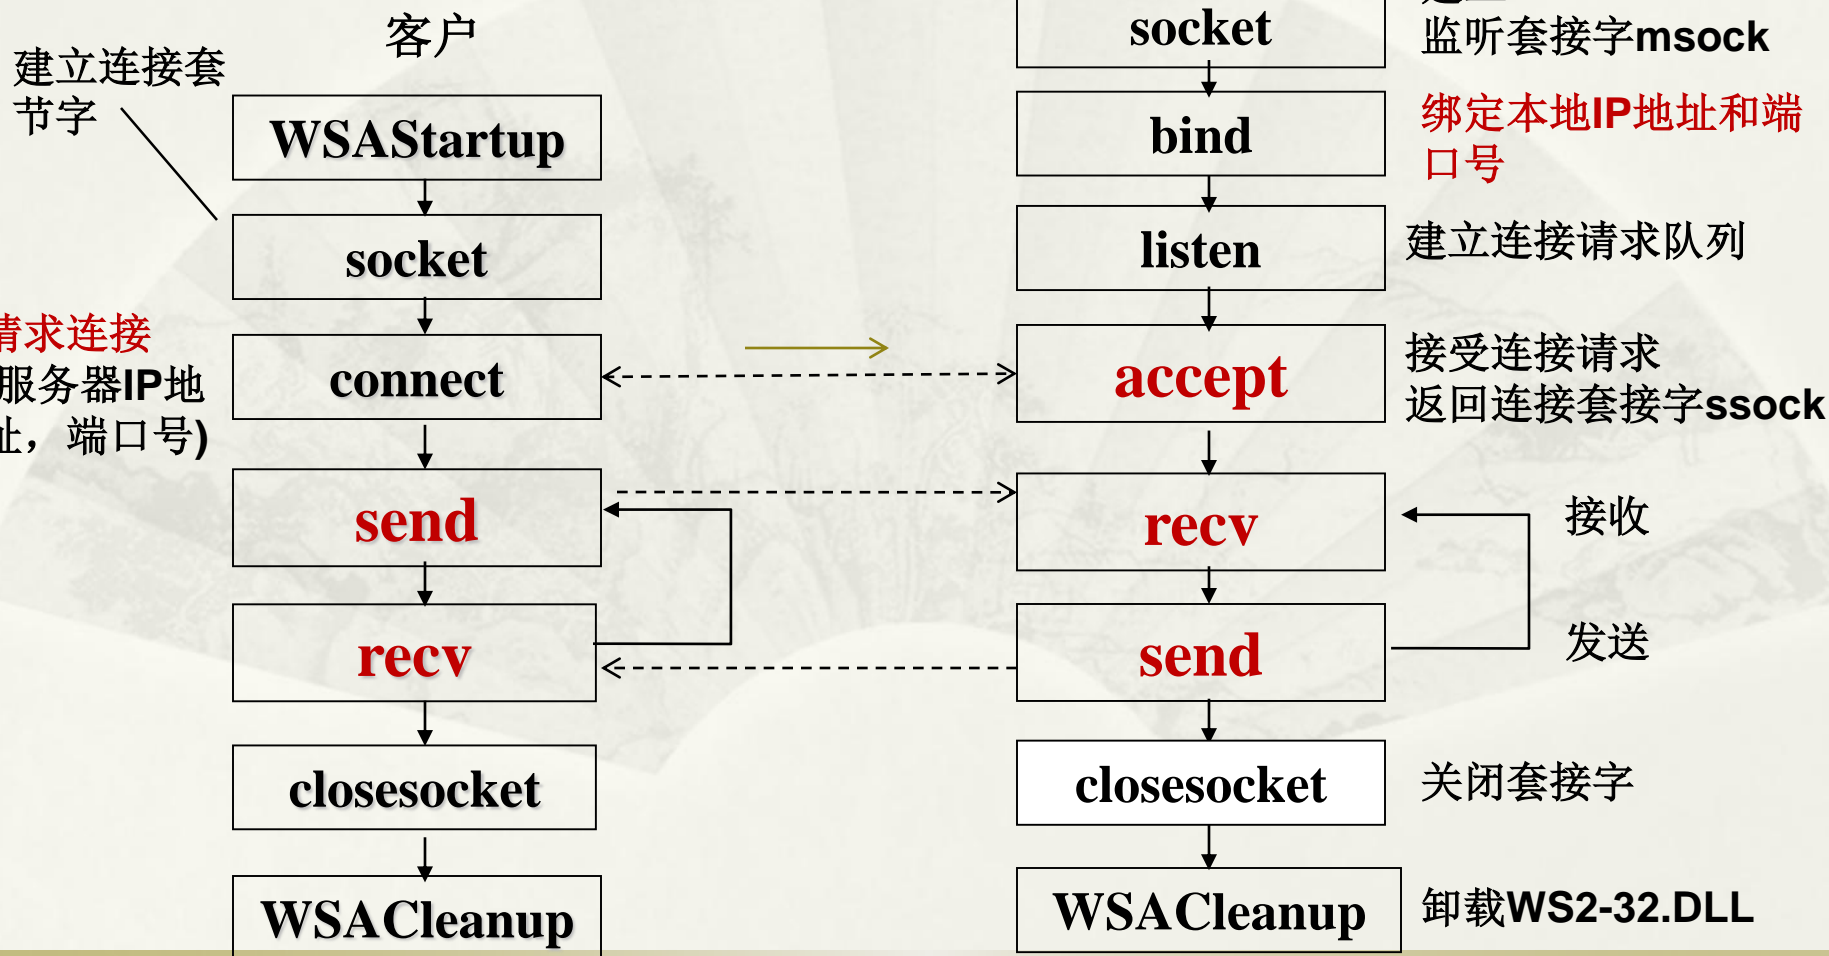 客户
建立连接套
节字
WSAStartup
socket
请求连接
服务器IP地
址，端口号)
connect
send
recv
closesocket
WSACleanup
socket
监听套接字msock
bind
绑定本地IP地址和端
口号
listen
建立连接请求队列
accept
接受连接请求
返回连接套接字ssock
recv
接收
send
发送
closesocket
关闭套接字
WSACleanup
卸载WS2-32.DLL